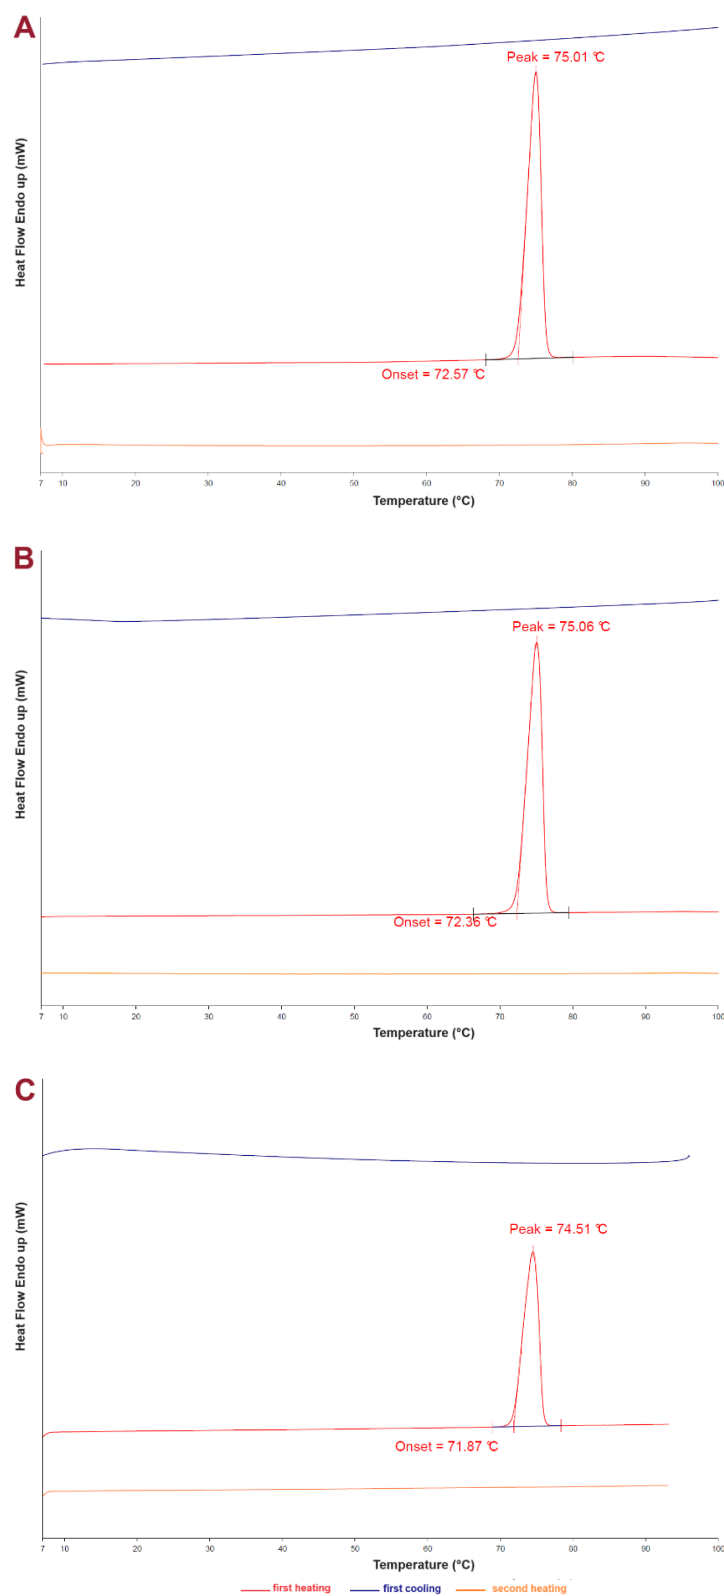 A
Peak = 75.01 °C
Heat Flow Endo up (mW)
Onset = 72.57 °C
7 10 20 30 40 50 60 70 80 90 100
Temperature (°C)
B
Peak = 75.06 °C
Heat Flow Endo up (mW)
Onset = 72.36 °C
7 10 20 30 40 50 60 70 80 90 100
Temperature (°C)
C
Peak = 74.51 °C
Heat Flow Endo up (mW)
Onset = 71.87 °C
7 10 20 30 40 50 60 70 80 90 100
Temperature (°C)
first heating first cooling second heating